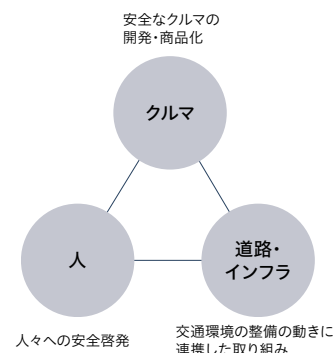 安全なクルマの
開発・商品化
クルマ
人
道路・
インフラ
人々への安全啓発
交通環境の整備の動きに
連携した取り組み